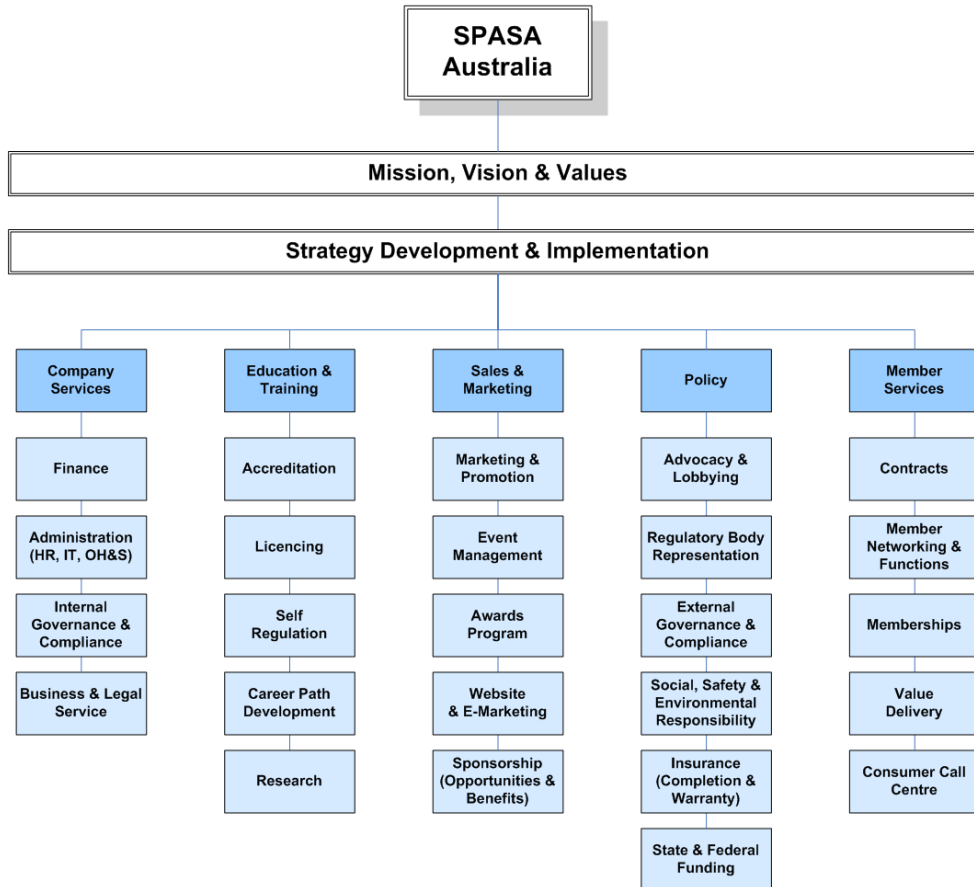 SPASA
Australia
Mission, Vision & Values
Strategy Development & Implementation
Company
Services
Finance
Administration
(HR, IT, OH&S)
Internal
Governance &
Compliance
Business & Legal
Service
Education &
Training
Accreditation
Licencing
Self
Regulation
Career Path
Development
Research
Sales &
Marketing
Marketing &
Promotion
Event
Management
Awards
Program
Website
& E-Marketing
Sponsorship
(Opportunities &
Benefits)
Policy
Advocacy &
Lobbying
Regulatory Body
Representation
External
Governance &
Compliance
Social, Safety &
Environmental
Responsibility
Insurance
(Completion &
Warranty)
State & Federal
Funding
Member
Services
Contracts
Member
Networking &
Functions
Memberships
Value
Delivery
Consumer Call
Centre